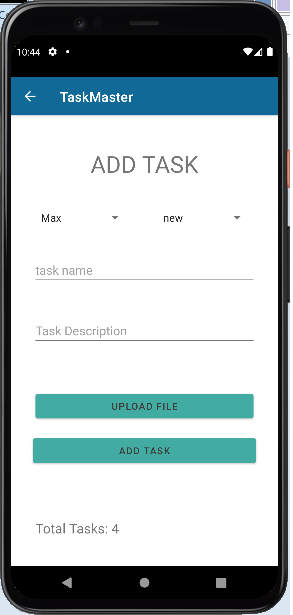 10:44
TaskMaster
ADD TASK
Max new
task name
Task Description
UPLOAD FILE
ADD TASK
Total Tasks: 4